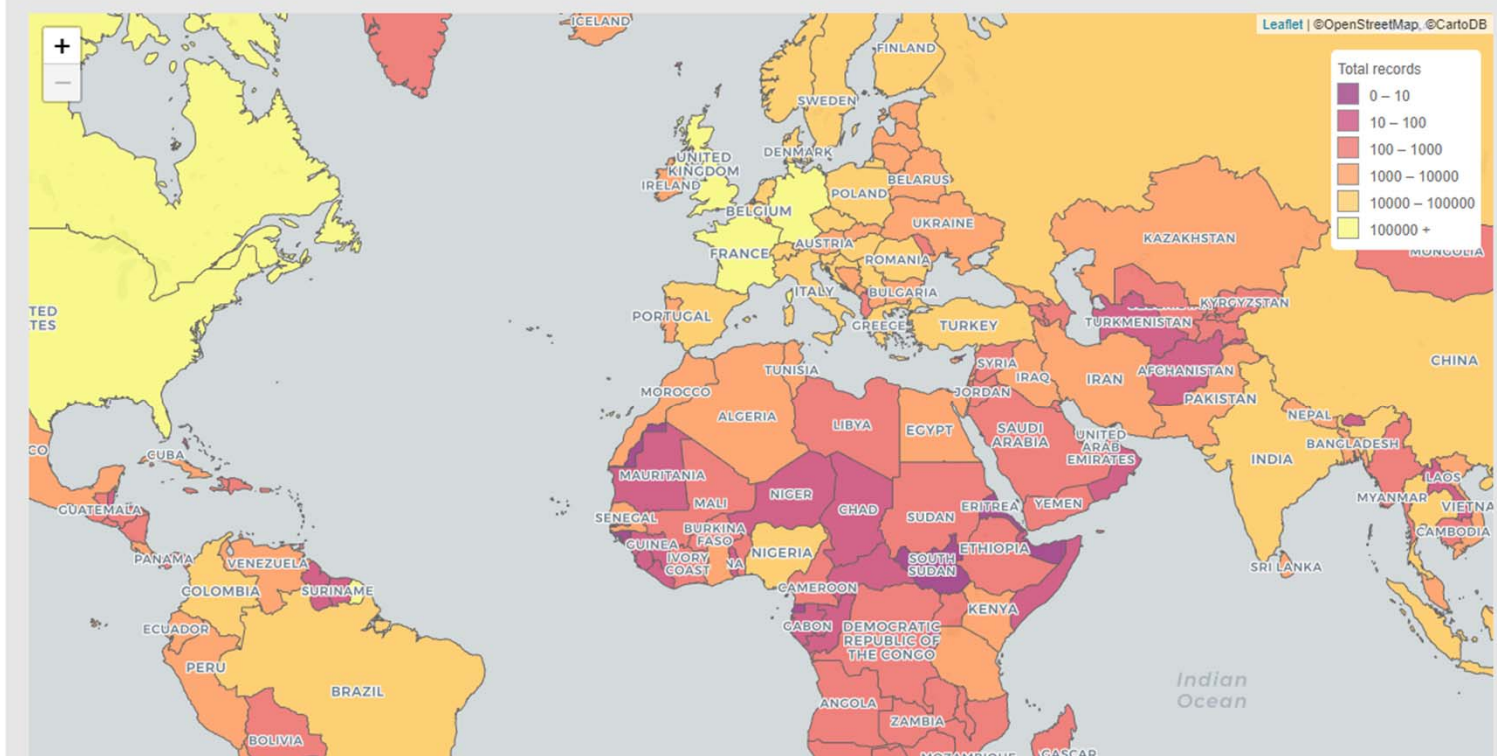 +
−
Leaflet | ©OpenStreetMap, ©CartoDB
Total records
0 – 10
10 – 100
100 – 1000
1000 – 10000
10000 – 100000
100000 +
ICELAND
FINLAND
SWEDEN
DENMARK
UNITED
KINGDOM
IRELAND
BELARUS
POLAND
BELGIUM
UKRAINE
KAZAKHSTAN
AUSTRIA
FRANCE
ROMANIA
MONGOLIA
ITALY
BULGARIA
KYRGYZSTAN
TED
TES
PORTUGAL
GREECE
TURKEY
TURKMENISTAN
CHINA
SYRIA
TUNISIA
IRAQ
IRAN
AFGHANISTAN
MOROCCO
JORDAN
PAKISTAN
ALGERIA
NEPAL
LIBYA
EGYPT
SAUDI
ARABIA
UNITED
ARAB
EMIRATES
BANGLADESH
CO
CUBA
INDIA
MAURITANIA
LAOS
NIGER
MALI
CHAD
ERITREA
YEMEN
MYANMAR
VIETNA
GUATEMALA
SENEGAL
SUDAN
BURKINA
FASO
CAMBODIA
GUINEA
IVORY
COAST
NA
NIGERIA
ETHIOPIA
PANAMA
VENEZUELA
SOUTH
SUDAN
SRI LANKA
COLOMBIA
SURINAME
CAMEROON
KENYA
ECUADOR
GABON
DEMOCRATIC
REPUBLIC OF
THE CONGO
PERU
Indian
Ocean
BRAZIL
ANGOLA
ZAMBIA
BOLIVIA
MOZAMBIQUE
GASCAR